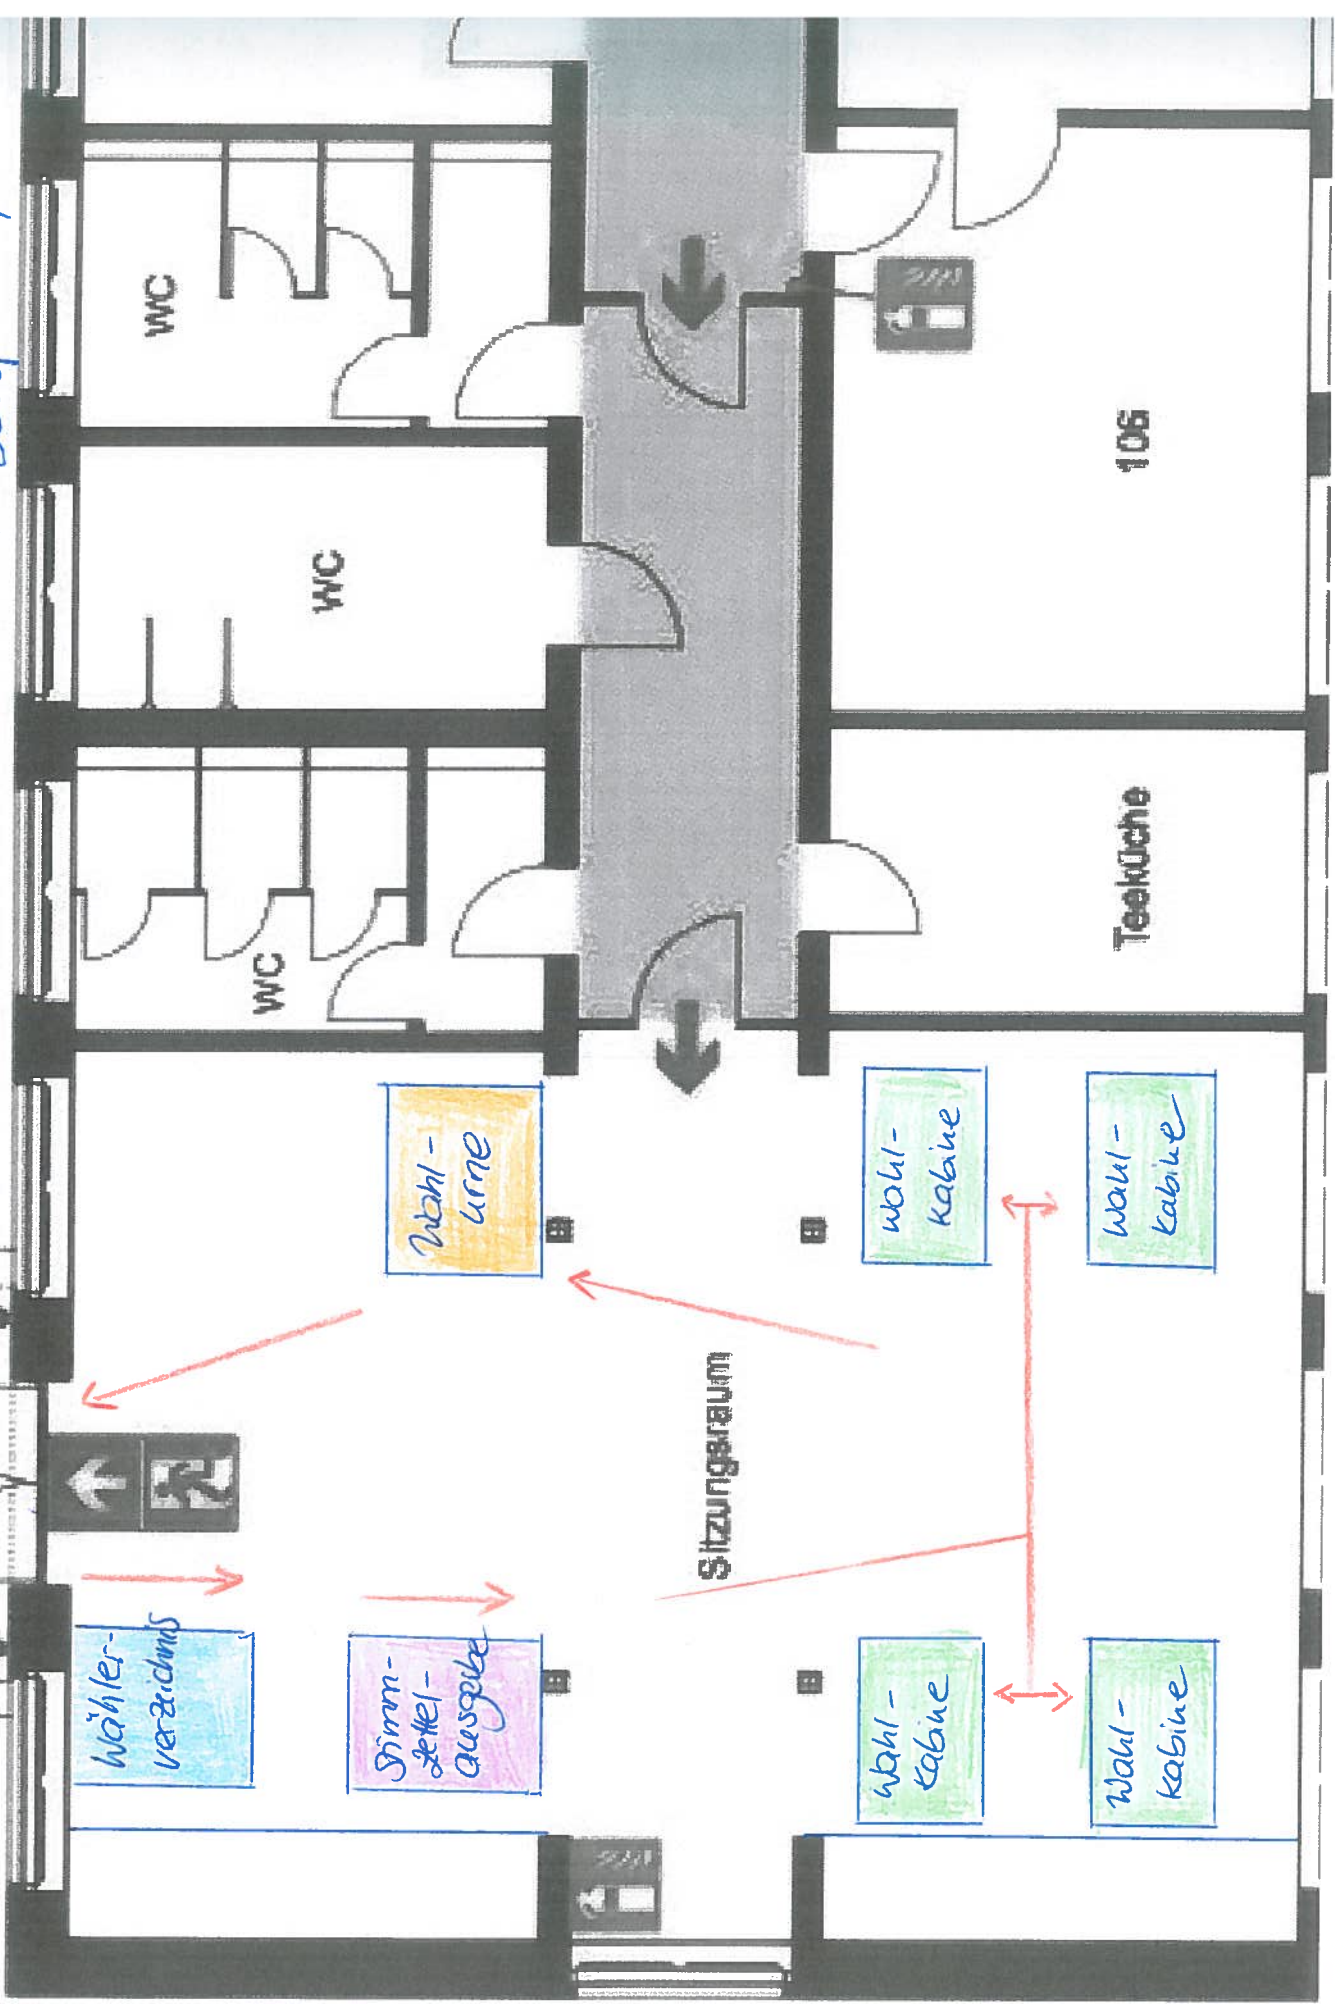 WC
WC
WC
106
Teeküche
Sitzungsraum
Wähler-
verzeichnis
Stimm-
zettel-
ausgabe
Wahl-
kabine
Wahl-
kabine
Wahl-
urne
Wahl-
kabine
Wahl-
kabine